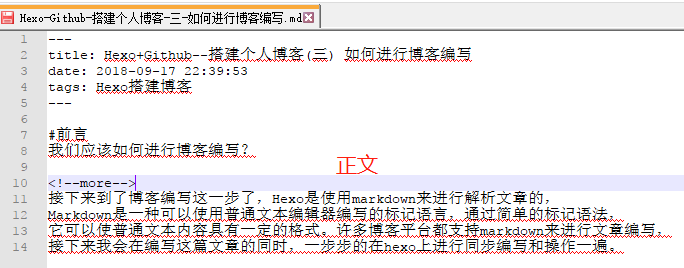 Hexo-Github-搭建个人博客-三-如何进行博客编写.md
1 ---
2 title: Hexo+Github--搭建个人博客(三) 如何进行博客编写
3 date: 2018-09-17 22:39:53
4 tags: Hexo搭建博客
5 ---
6
7 #前言
8 我们应该如何进行博客编写?
9
正文
10 <!--more-->
11 接下来到了博客编写这一步了，Hexo是使用markdown来进行解析文章的，
12 Markdown是一种可以使用普通文本编辑器编写的标记语言，通过简单的标记语法，
13 它可以使普通文本内容具有一定的格式。许多博客平台都支持markdown来进行文章编写。
14 接下来我会在编写这篇文章的同时，一步步的在hexo上进行同步编写和操作一遍。